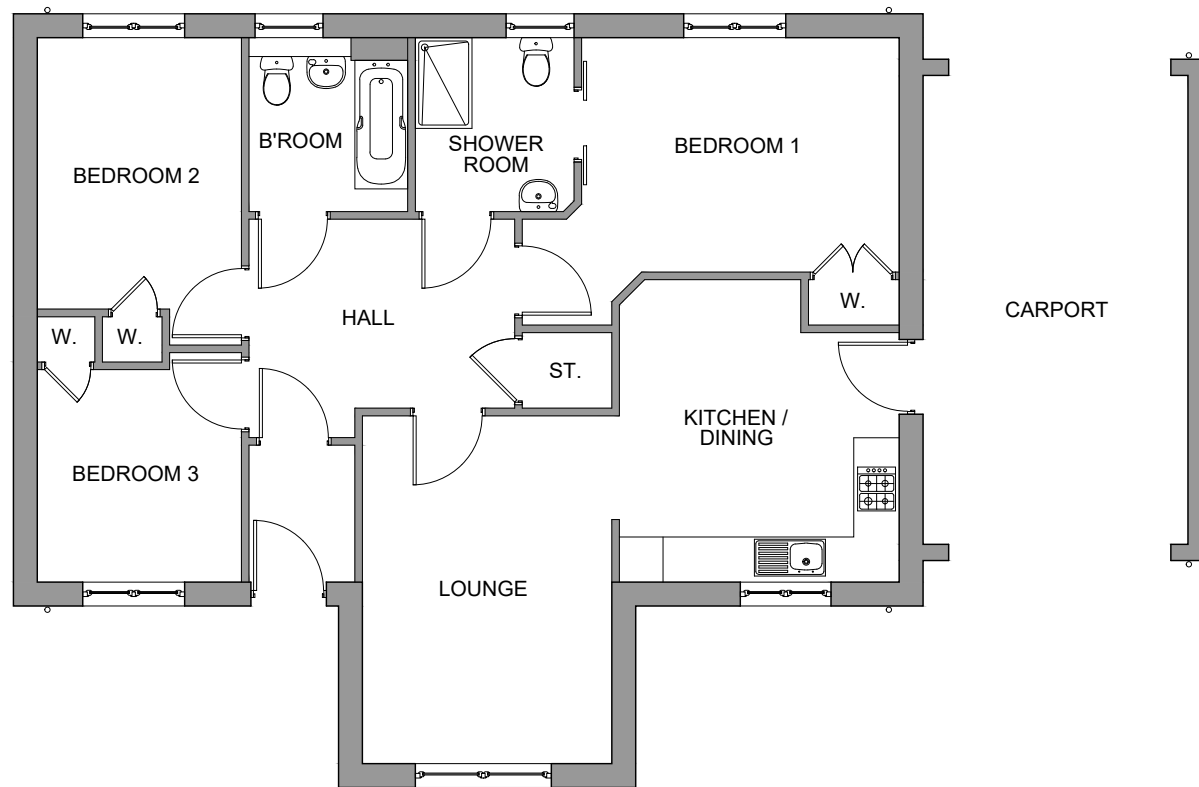 B'ROOM
SHOWER
ROOM
BEDROOM 1
BEDROOM 2
W.
HALL
CARPORT
W.
W.
ST.
KITCHEN /
DINING
BEDROOM 3
LOUNGE